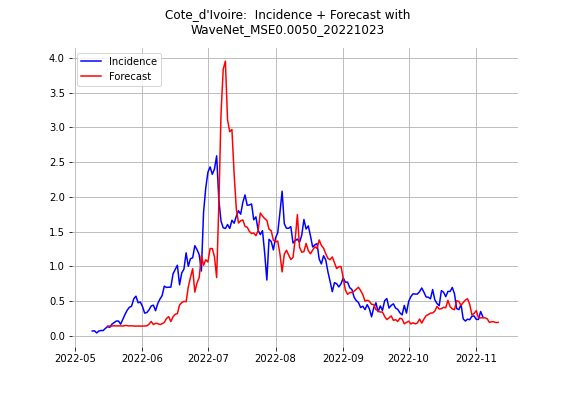 Cote_d'Ivoire:  Incidence + Forecast with
WaveNet_MSE0.0050_20221023
Incidence
Forecast
4.0
3.5
3.0
2.5
2.0
1.5
1.0
0.5
0.0
2022-05 2022-06 2022-07 2022-08 2022-09 2022-10 2022-11